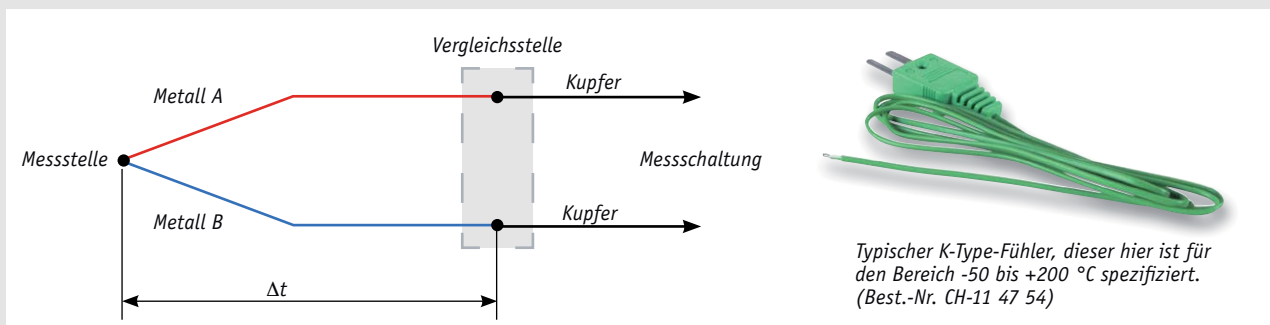 Vergleichsstelle
Metall A
Kupfer
Messstelle
Messschaltung
Metall B
Kupfer
Δt
Typischer K-Type-Fühler, dieser hier ist für
den Bereich -50 bis +200 °C spezifiziert.
(Best.-Nr. CH-11 47 54)